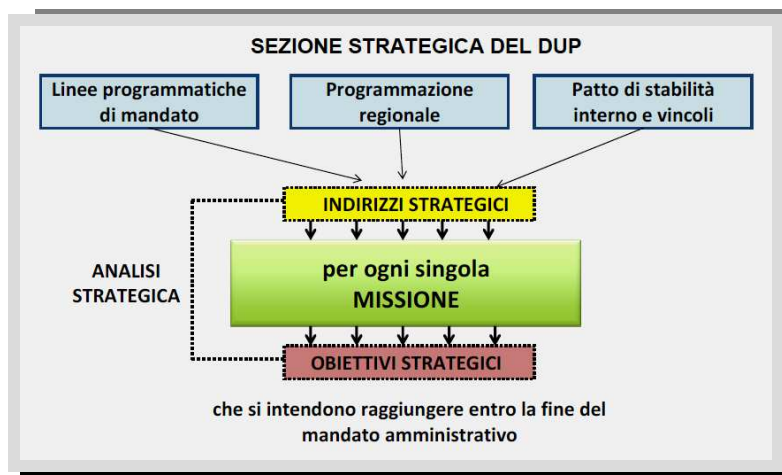 SEZIONE STRATEGICA DEL DUP
Linee programmatiche
di mandato
Programmazione
regionale
Patto di stabilità
interno e vincoli
INDIRIZZI STRATEGICI
ANALISI
STRATEGICA
per ogni singola
MISSIONE
OBIETTIVI STRATEGICI
che si intendono raggiungere entro la fine del
mandato amministrativo